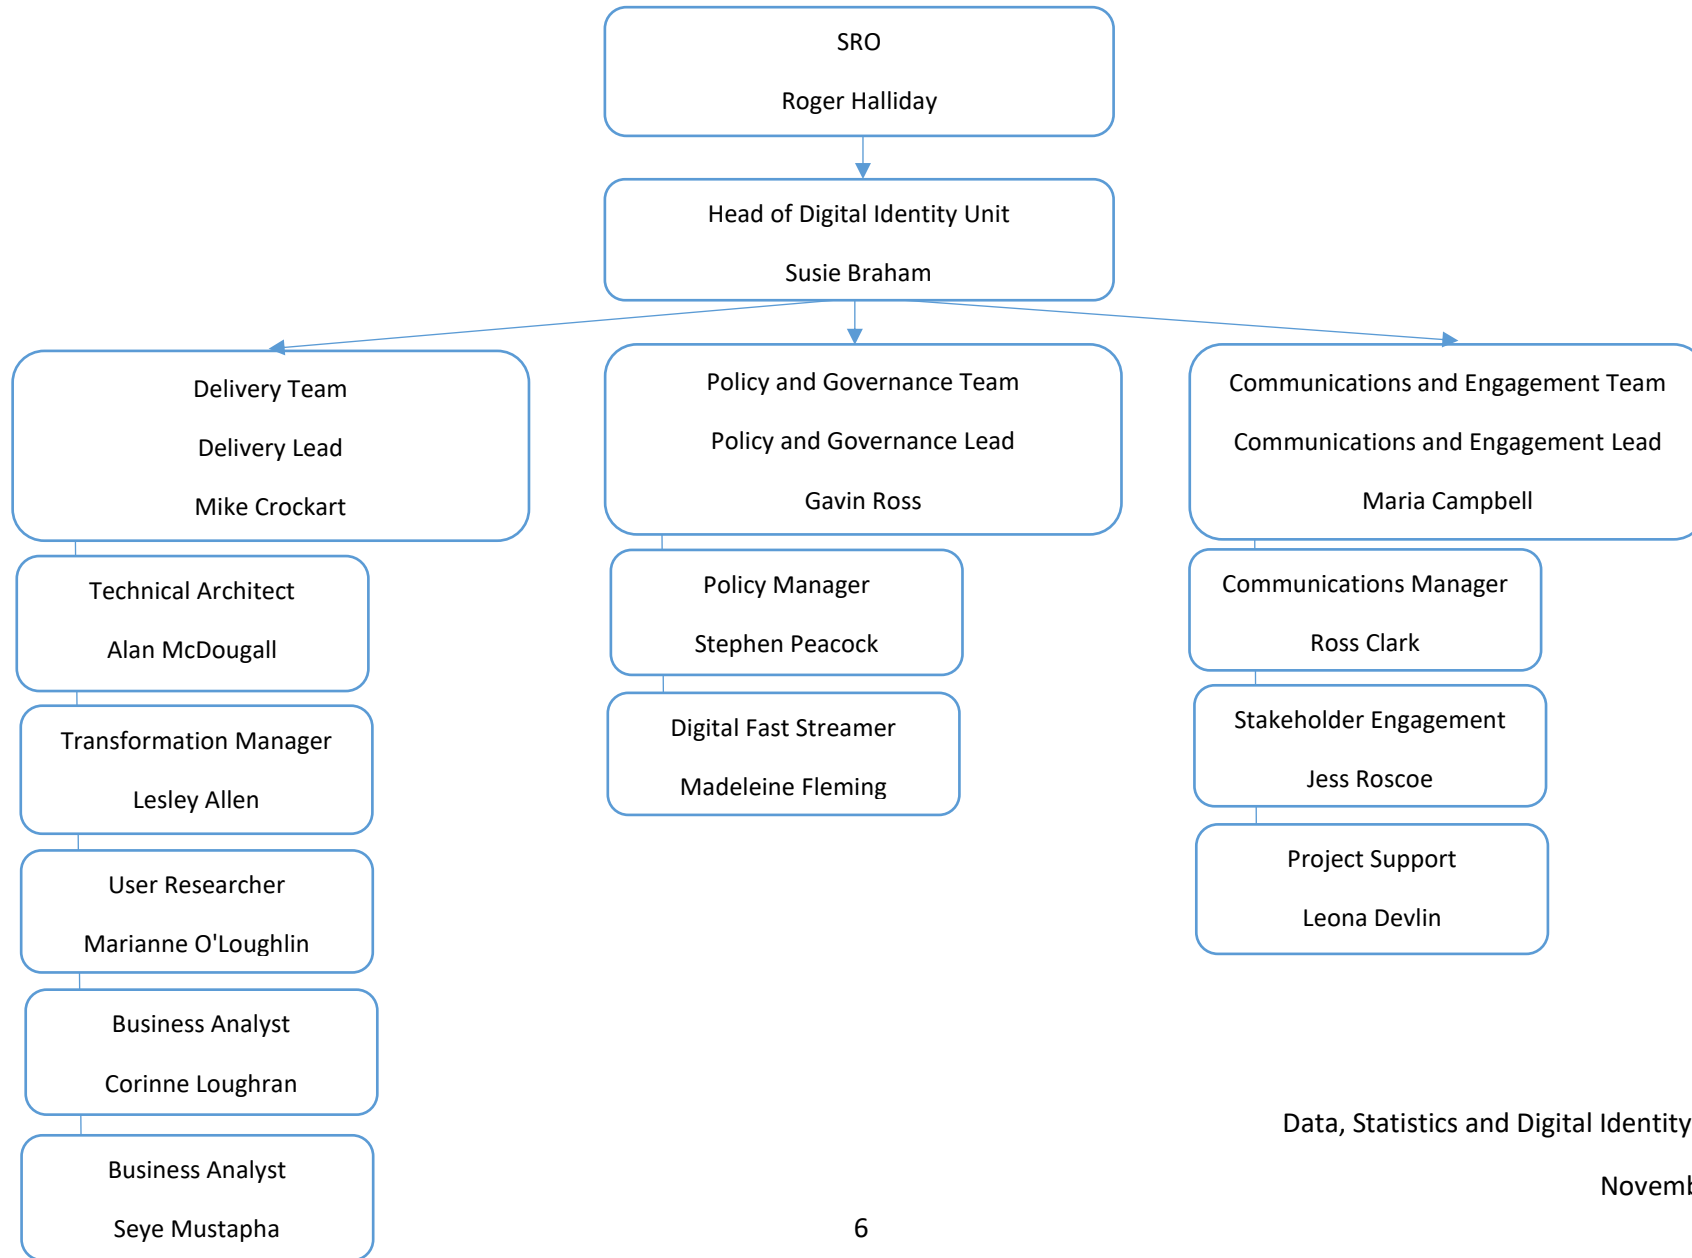 SRO
Roger Halliday
Head of Digital Identity Unit
Susie Braham
Delivery Team
Delivery Lead
Mike Crockart
Technical Architect
Alan McDougall
Transformation Manager
Lesley Allen
User Researcher
Marianne O'Loughlin
Business Analyst
Corinne Loughran
Business Analyst
Seye Mustapha
Policy and Governance Team
Policy and Governance Lead
Gavin Ross
Policy Manager
Stephen Peacock
Digital Fast Streamer
Madeleine Fleming
Communications and Engagement Team
Communications and Engagement Lead
Maria Campbell
Communications Manager
Ross Clark
Stakeholder Engagement
Jess Roscoe
Project Support
Leona Devlin
Data, Statistics and Digital Identity
6